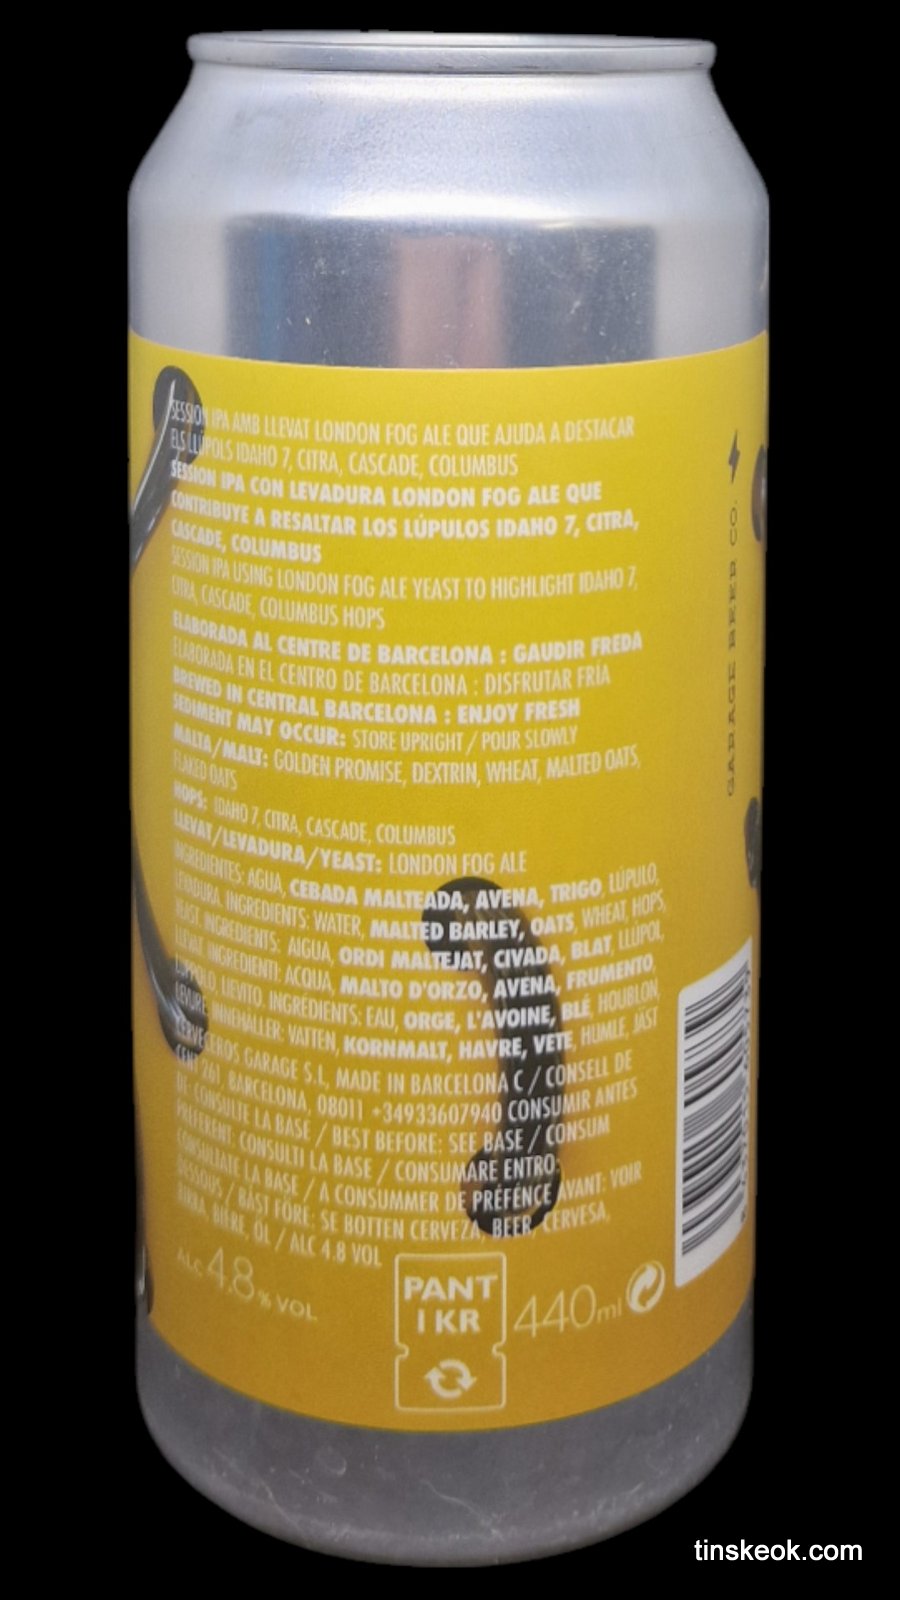 SESSION IPA AMB LLEVAT LONDON FOG ALE QUE AJUDA A DESTACAR
ELS LLÚPOLS IDAHO 7, CITRA, CASCADE, COLUMBUS
SESSION IPA CON LEVADURA LONDON FOG ALE QUE
CONTRIBUYE A RESALTAR LOS LÚPULOS IDAHO 7, CITRA,
CASCADE, COLUMBUS
SESSION IPA USING LONDON FOG ALE YEAST TO HIGHLIGHT IDAHO 7,
CITRA, CASCADE, COLUMBUS HOPS
ELABORADA AL CENTRE DE BARCELONA : GAUDIR FREDA
ELABORADA EN EL CENTRO DE BARCELONA : DISFRUTAR FRÍA
BREWED IN CENTRAL BARCELONA : ENJOY FRESH
SEDIMENT MAY OCCUR: STORE UPRIGHT / POUR SLOWLY
MALTA/MALT: GOLDEN PROMISE, DEXTRIN, WHEAT, MALTED OATS,
FLAKED OATS
HOPS: IDAHO 7, CITRA, CASCADE, COLUMBUS
LLEVAT/LEVADURA/YEAST: LONDON FOG ALE
INGREDIENTES: AGUA, CEBADA MALTEADA, AVENA, TRIGO, LÚPULO,
LEVADURA. INGREDIENTS: WATER, MALTED BARLEY, OATS, WHEAT, HOPS,
YEAST. INGREDIENTS: AIGUA, ORDI MALTEJAT, CIVADA, BLAT, LLÚPOL,
LLEVAT. INGREDIENTI: ACQUA, MALTO D'ORZO, AVENA, FRUMENTO,
LUPPOLO, LIEVITO. INGRÉDIENTS: EAU, ORGE, L'AVOINE, BLÉ, HOUBLON,
LEVURE. INNEHÅLLER: VATTEN, KORNMALT, HAVRE, VETE, HUMLE, JÄST
CERVECEROS GARAGE S.L, MADE IN BARCELONA C / CONSELL DE
CENT 261, BARCELONA, 08011 +34933607940 CONSUMIR ANTES
DE: CONSULTE LA BASE / BEST BEFORE: SEE BASE / CONSUM
PREFERENT: CONSULTI LA BASE / CONSUMARE ENTRO:
CONSULTATE LA BASE / A CONSUMMER DE PRÉFÉNCE AVANT: VOIR
DESSOUS / BÄST FÖRE: SE BOTTEN CERVEZA, BEER, CERVESA,
BIRRA, BIÈRE, ÖL / ALC 4.8 VOL
ALC 4.8% VOL
PANT
1 KR
440ml
GARAGE BEER CO.
tinskeok.com